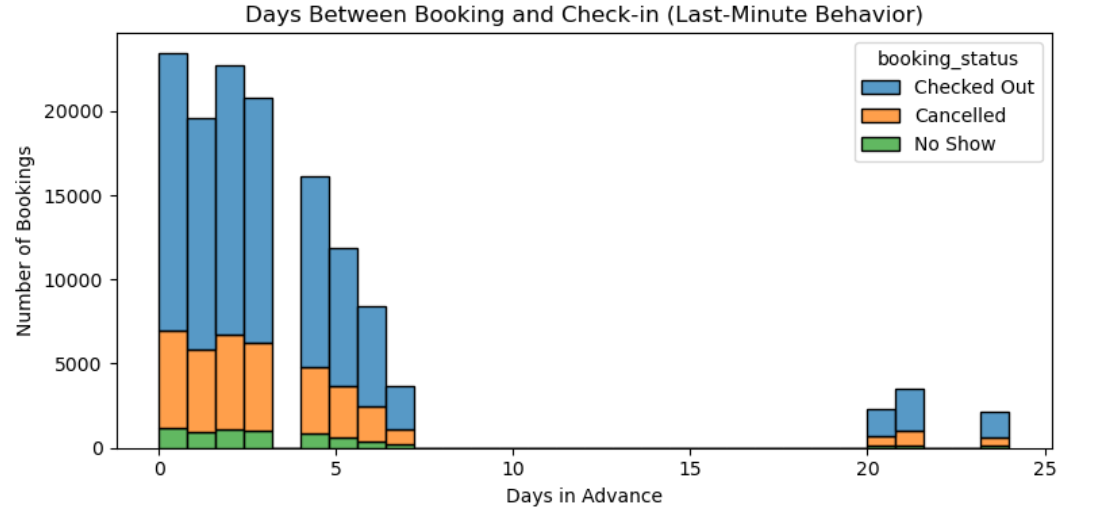 Days Between Booking and Check-in (Last-Minute Behavior)
booking_status
Checked Out
Cancelled
No Show
Number of Bookings
20000
15000
10000
5000
0
0 5 10 15 20 25
Days in Advance